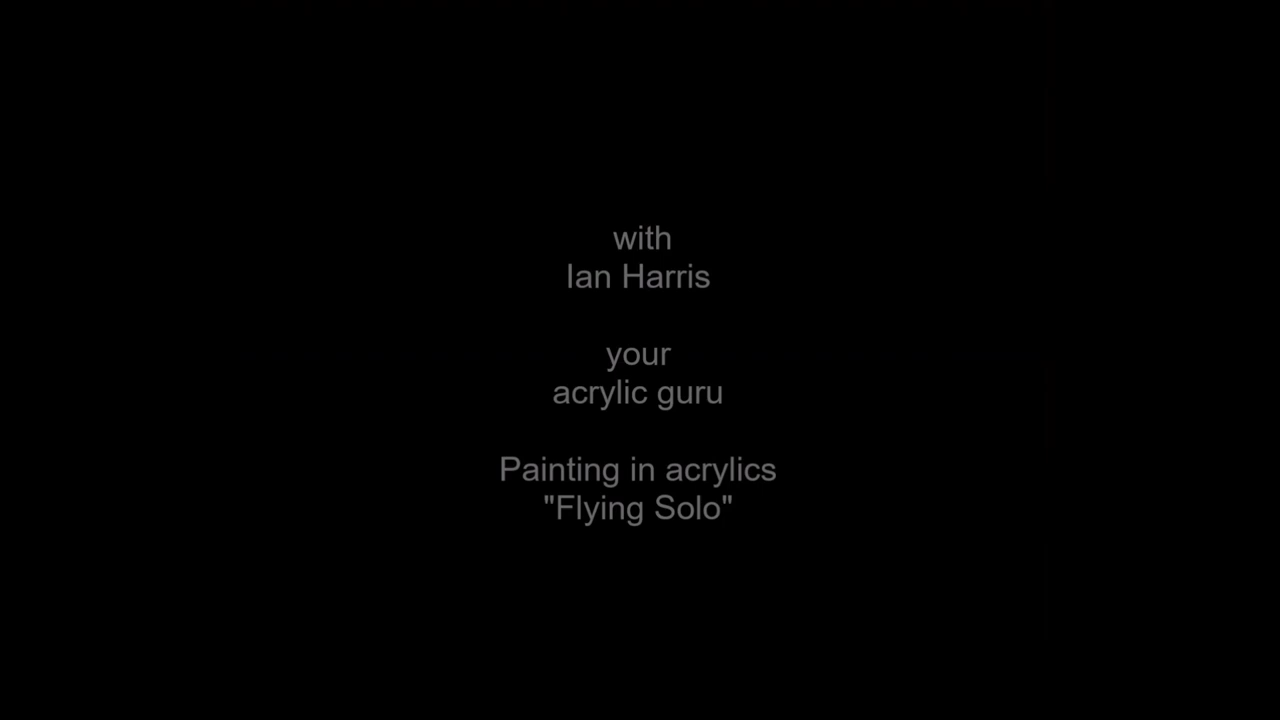 with
Ian Harris
your
acrylic guru
Painting in acrylics
"Flying Solo"